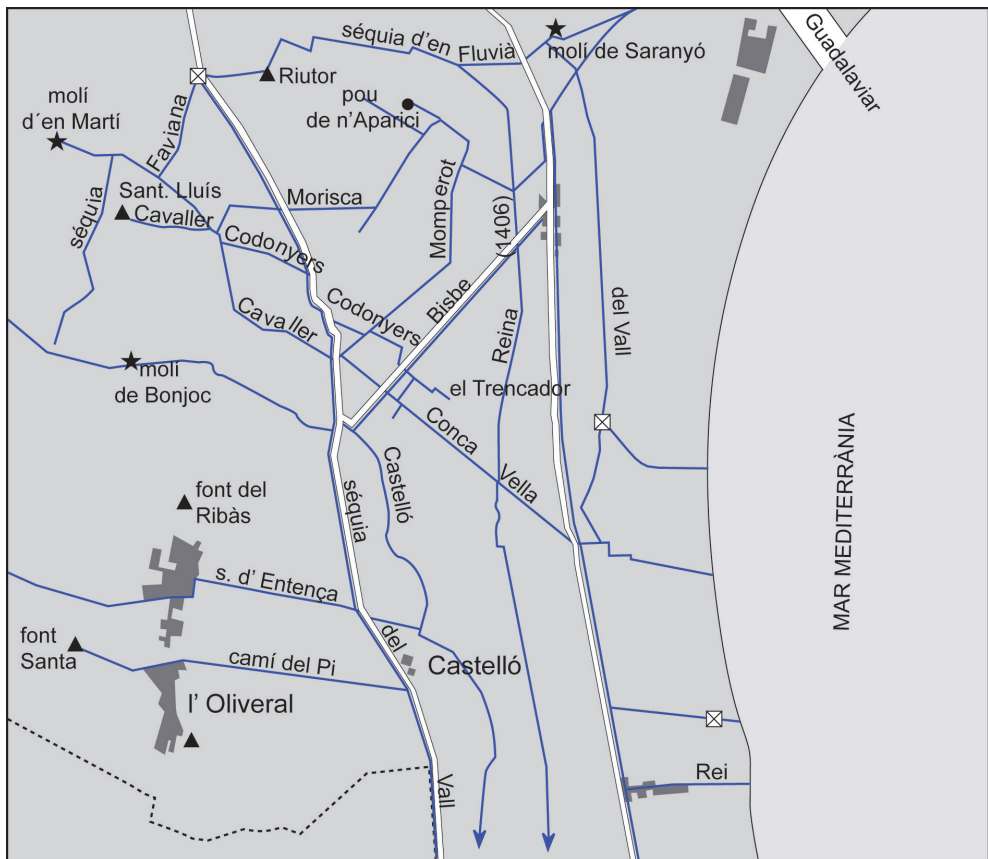 séquia d'en
Fluvià
molí de Saranyó
Guadalaviar
Riutor
molí
d´en Martí
pou
de n'Aparici
Faviana
Sant. Lluís
Cavaller
Morisca
Momperot
(1406)
séquia
Codonyers
Codonyers
Bisbe
Cavaller
Reina
del Vall
molí
de Bonjoc
el Trencador
Conca
Vella
Castelló
séquia
font del
Ribàs
MAR MEDITERRÀNIA
s. d' Entença
font
Santa
camí del Pi
del
Castelló
l' Oliveral
Vall
Rei